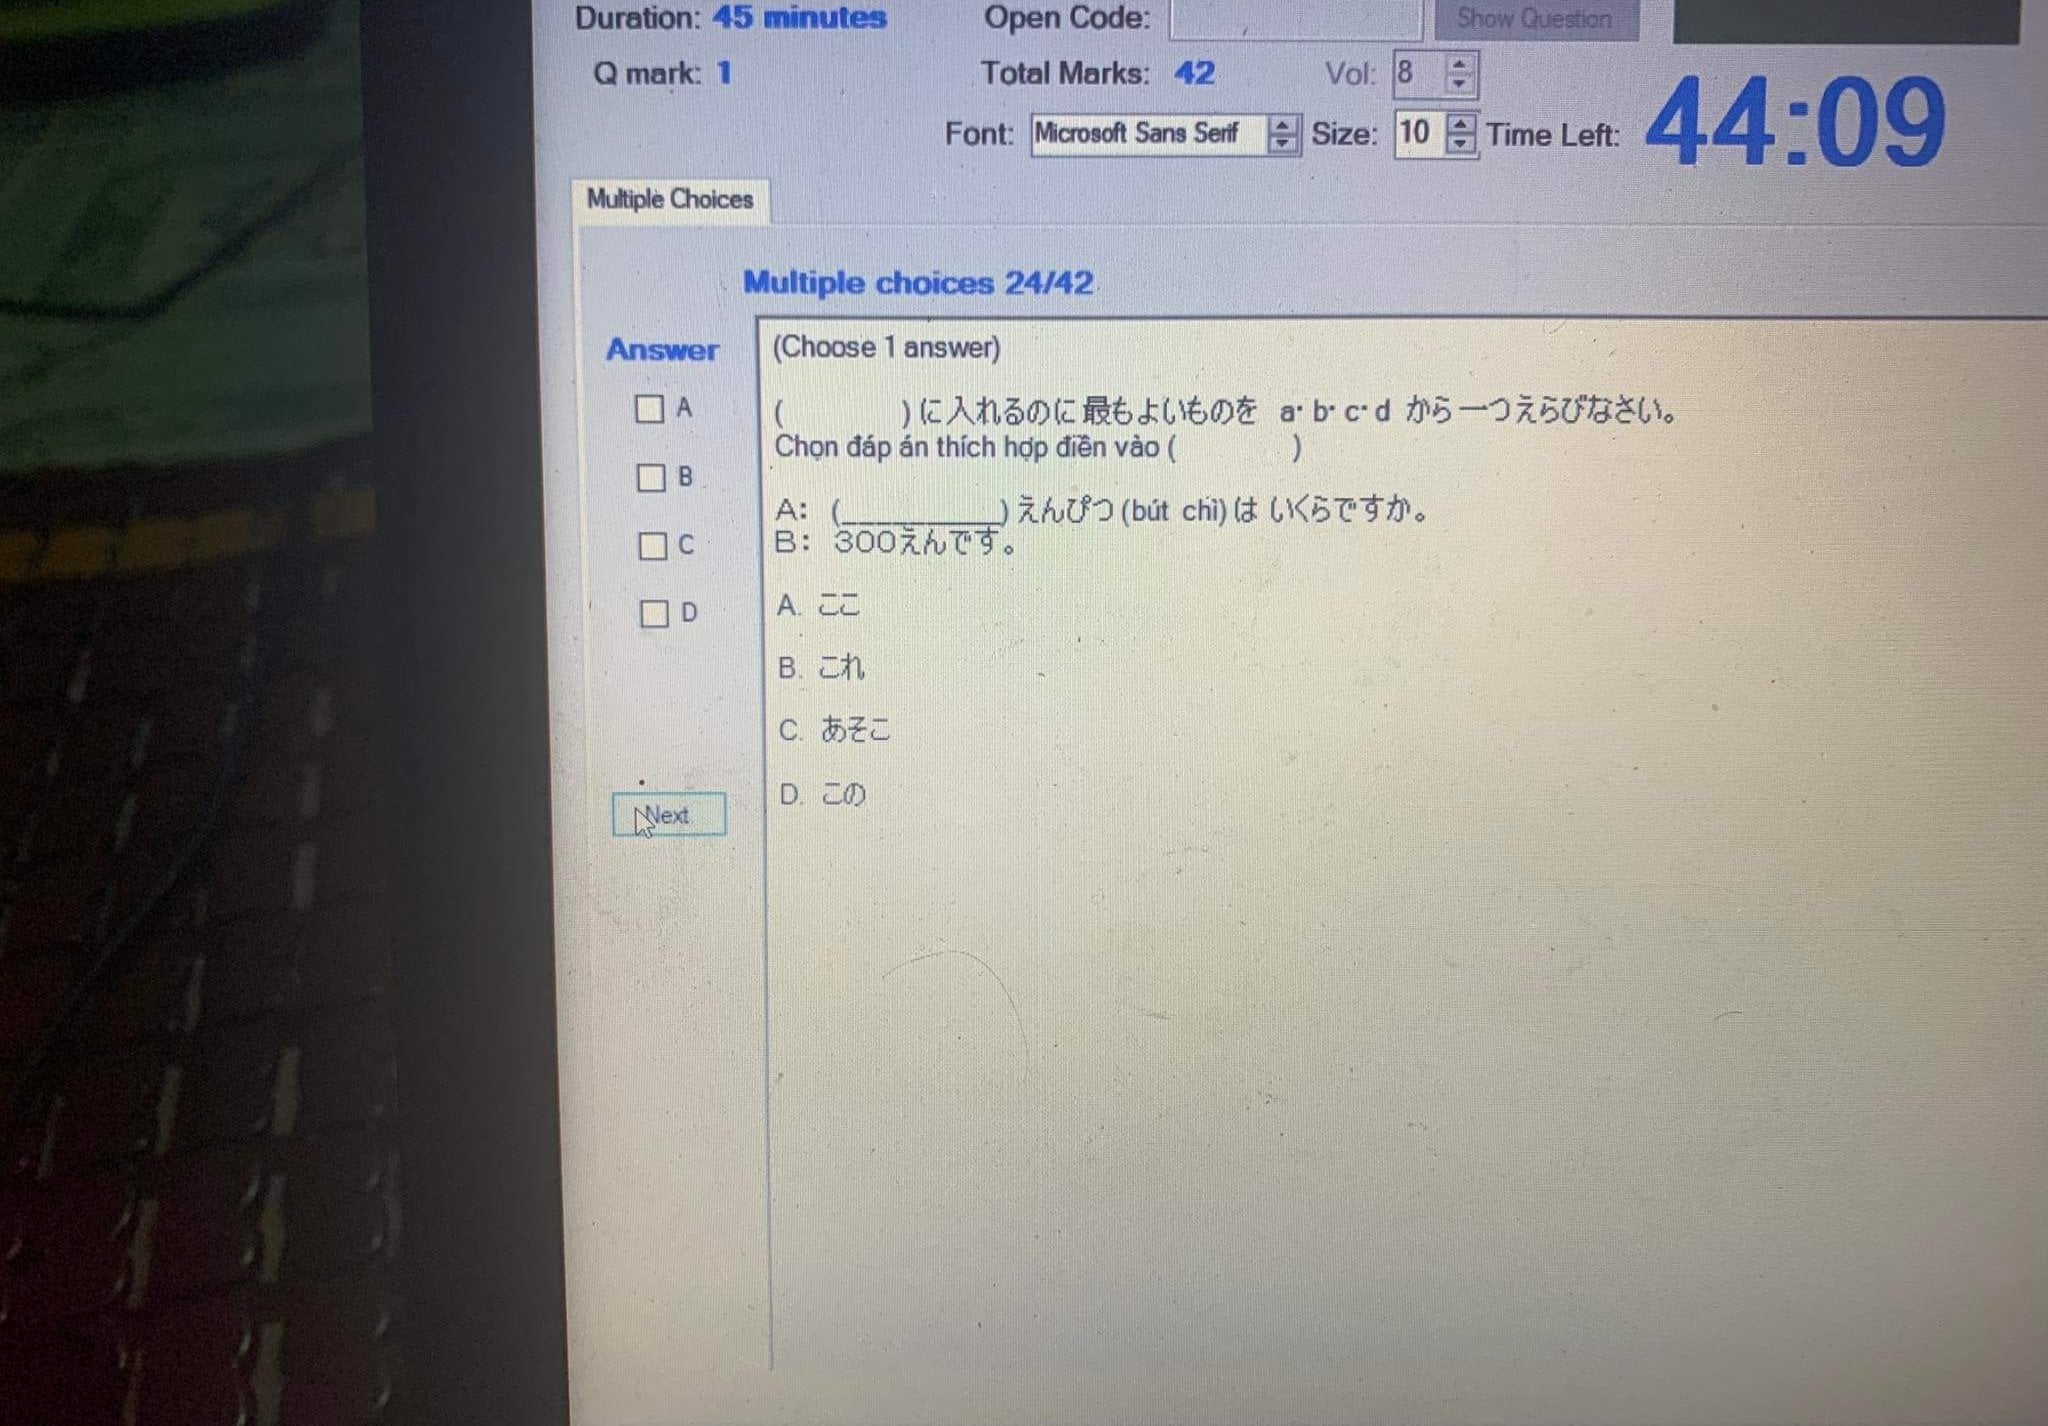 Duration: 45 minutes Open Code: Show Question
Q mark: 1 Total Marks: 42 Vol: 8
Font: Microsoft Sans Serif Size: 10 Time Left: 44:09
Multiple Choices
Multiple choices 24/42
Answer
(Choose 1 answer)
A
B
C
D
Next
( )に入れるのに最もよいものを a· b· c· d から一つえらびなさい。
Chọn đáp án thích hợp điền vào ( )
A: (__________)えんぴつ(bút chì)は いくらですか。
B: 300えんです。
A. ここ
B. これ
C. あそこ
D. この